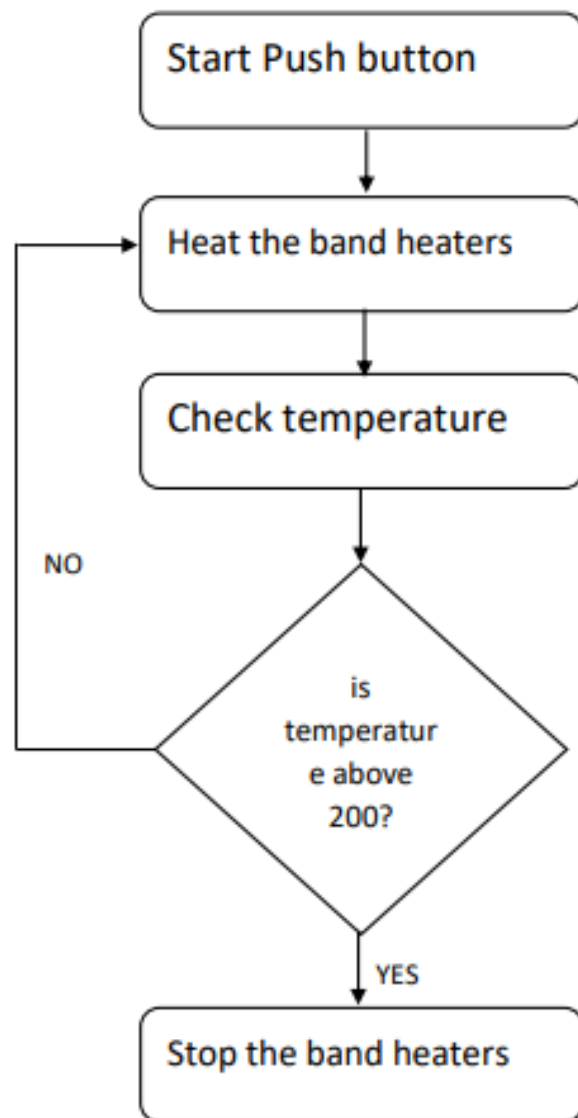 Start Push button
Heat the band heaters
Check temperature
NO
is
temperatur
e above
200?
YES
Stop the band heaters